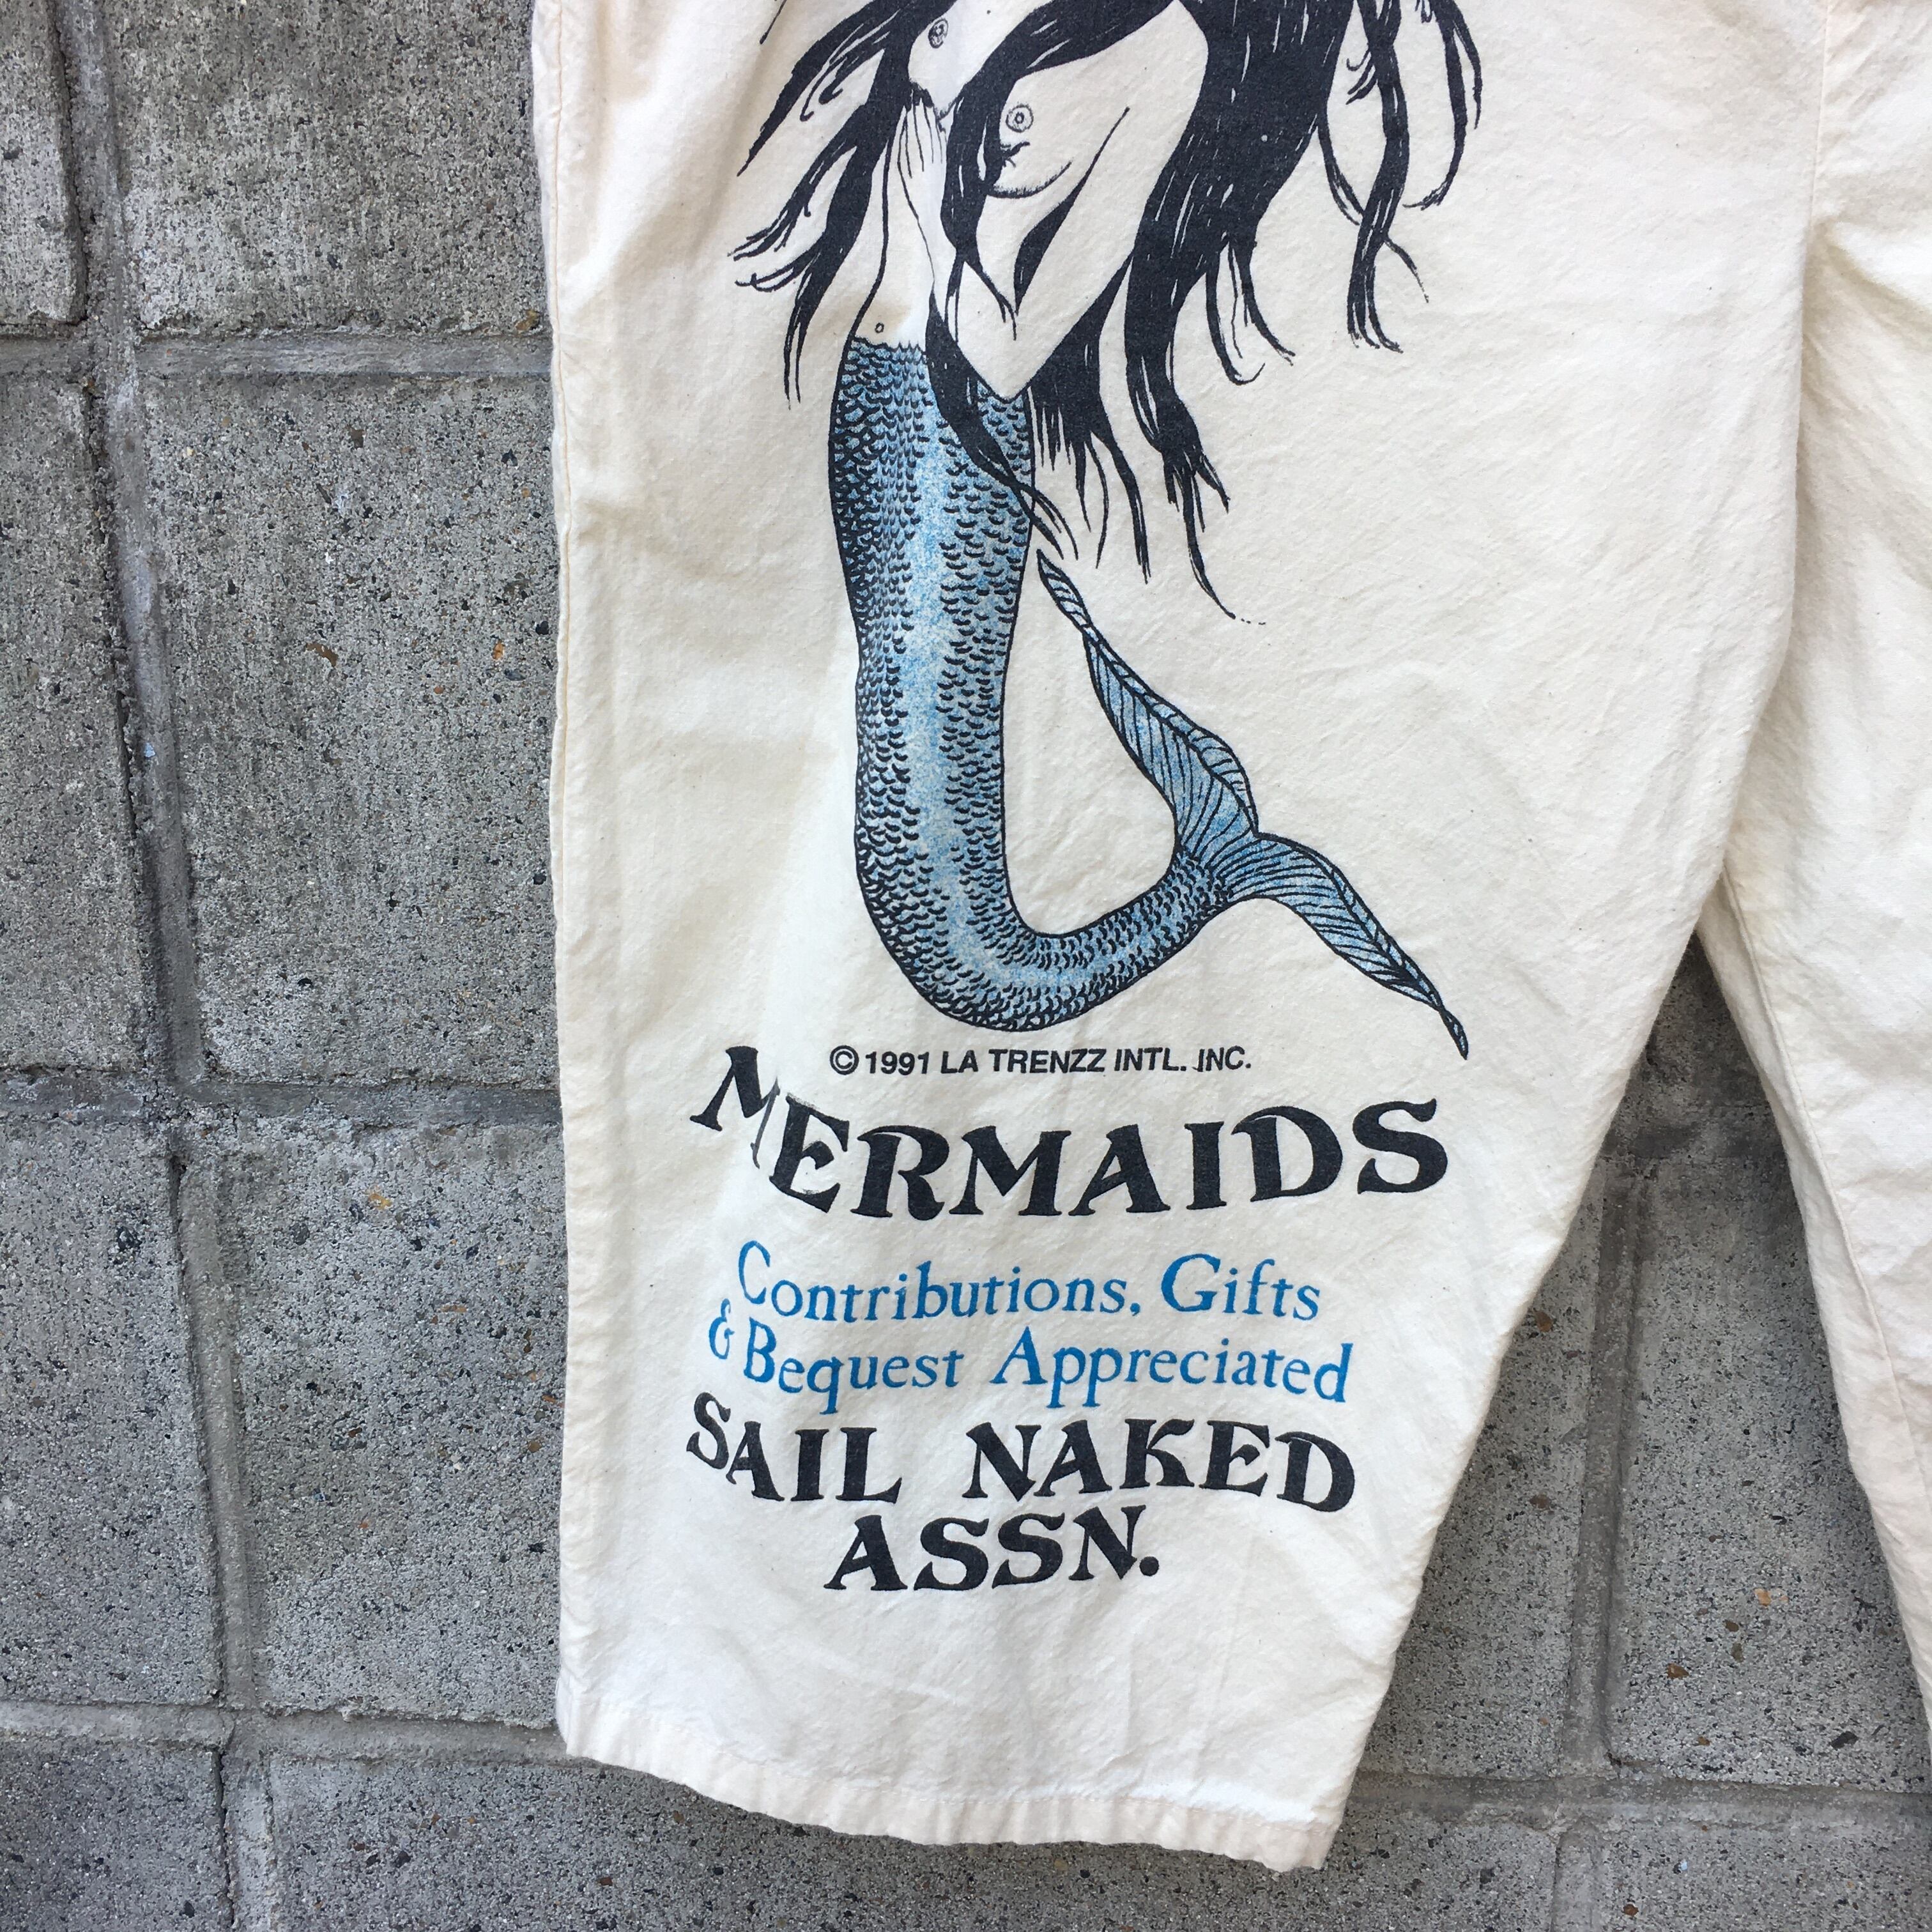 ©1991 LA TRENZZ INTL. INC.
MERMAIDS
Contributions, Gifts
& Bequest Appreciated
SAIL NAKED
ASSN.